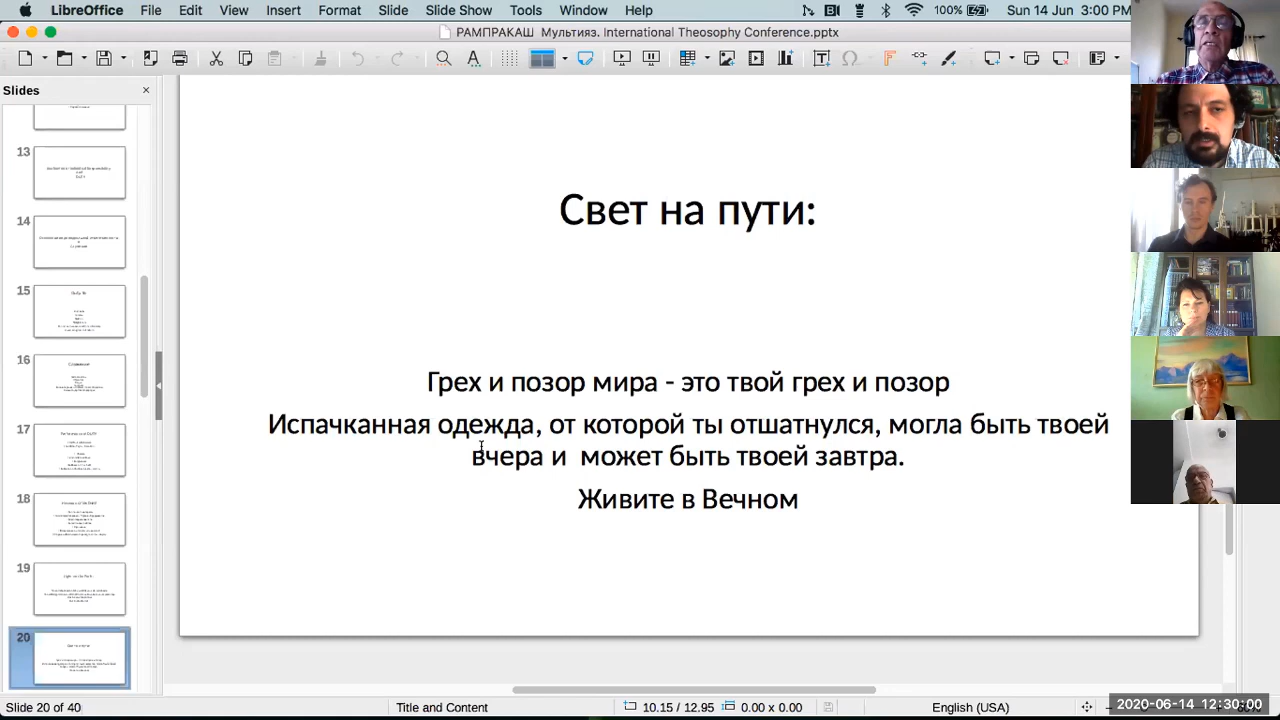 LibreOffice File Edit View Insert Format Slide Slide Show Tools Window Help 100% Sun 14 Jun 3:00 PM
РАМПРАКАШ Мультияз. International Theosophy Conference.pptx
Slides
13
14
15
16
17
18
19
20
Свет на пути:
Грех и позор мира - это твой грех и позор
Испачканная одежда, от которой ты отшатнулся, могла быть твоей
вчера и может быть твоей завтра.
Живите в Вечном
Slide 20 of 40 Title and Content 10.15 / 12.95 0.00 x 0.00 English (USA)
2020-06-14 12:30:00